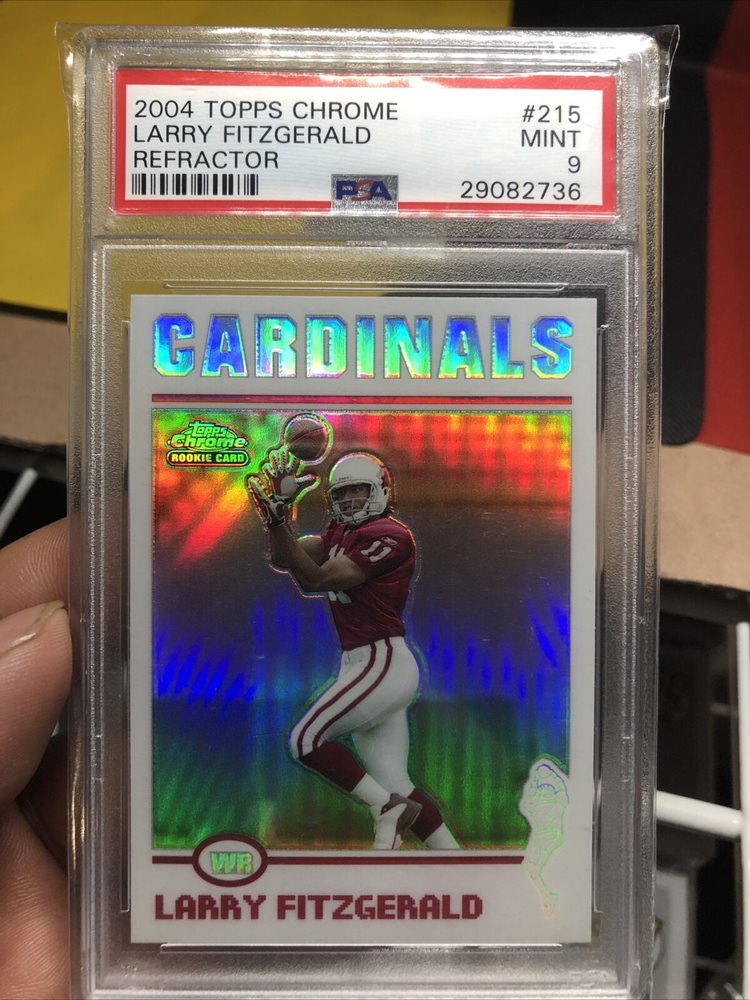 2004 TOPPS CHROME #215
LARRY FITZGERALD MINT
REFRACTOR 9
PSA 29082736
CARDINALS
Topps
Chrome
ROOKIE CARD
11
WR
LARRY FITZGERALD